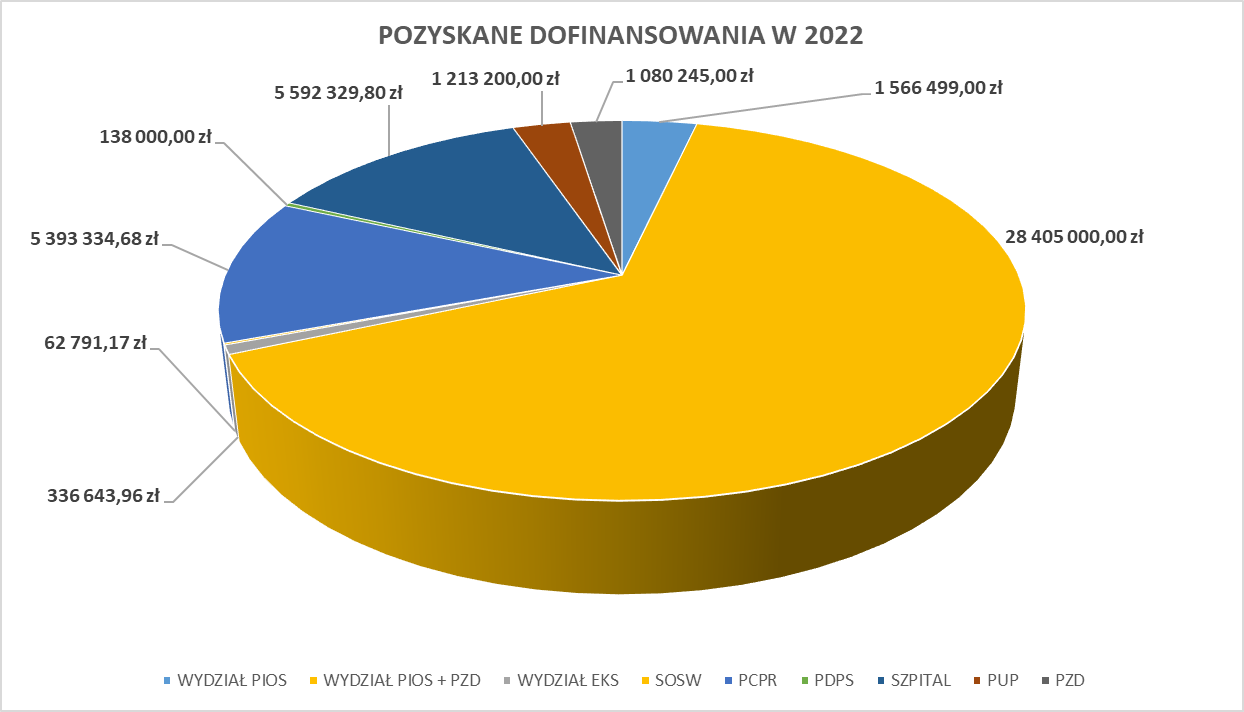 POZYSKANE DOFINANSOWANIA W 2022
1 566 499,00 zł
28 405 000,00 zł
336 643,96 zł
62 791,17 zł
5 393 334,68 zł
138 000,00 zł
5 592 329,80 zł
1 213 200,00 zł
1 080 245,00 zł
WYDZIAŁ PIOS WYDZIAŁ PIOS + PZD WYDZIAŁ EKS SOSW PCPR PDPS SZPITAL PUP PZD